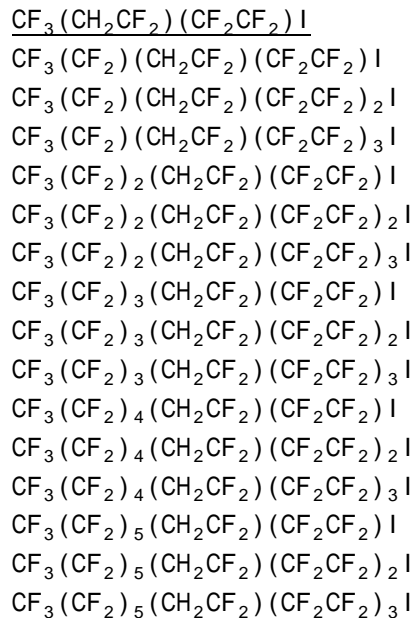 CF₃(CH₂CF₂)(CF₂CF₂)I
CF₃(CF₂)(CH₂CF₂)(CF₂CF₂)I
CF₃(CF₂)(CH₂CF₂)(CF₂CF₂)₂I
CF₃(CF₂)(CH₂CF₂)(CF₂CF₂)₃I
CF₃(CF₂)₂(CH₂CF₂)(CF₂CF₂)I
CF₃(CF₂)₂(CH₂CF₂)(CF₂CF₂)₂I
CF₃(CF₂)₂(CH₂CF₂)(CF₂CF₂)₃I
CF₃(CF₂)₃(CH₂CF₂)(CF₂CF₂)I
CF₃(CF₂)₃(CH₂CF₂)(CF₂CF₂)₂I
CF₃(CF₂)₃(CH₂CF₂)(CF₂CF₂)₃I
CF₃(CF₂)₄(CH₂CF₂)(CF₂CF₂)I
CF₃(CF₂)₄(CH₂CF₂)(CF₂CF₂)₂I
CF₃(CF₂)₄(CH₂CF₂)(CF₂CF₂)₃I
CF₃(CF₂)₅(CH₂CF₂)(CF₂CF₂)I
CF₃(CF₂)₅(CH₂CF₂)(CF₂CF₂)₂I
CF₃(CF₂)₅(CH₂CF₂)(CF₂CF₂)₃I